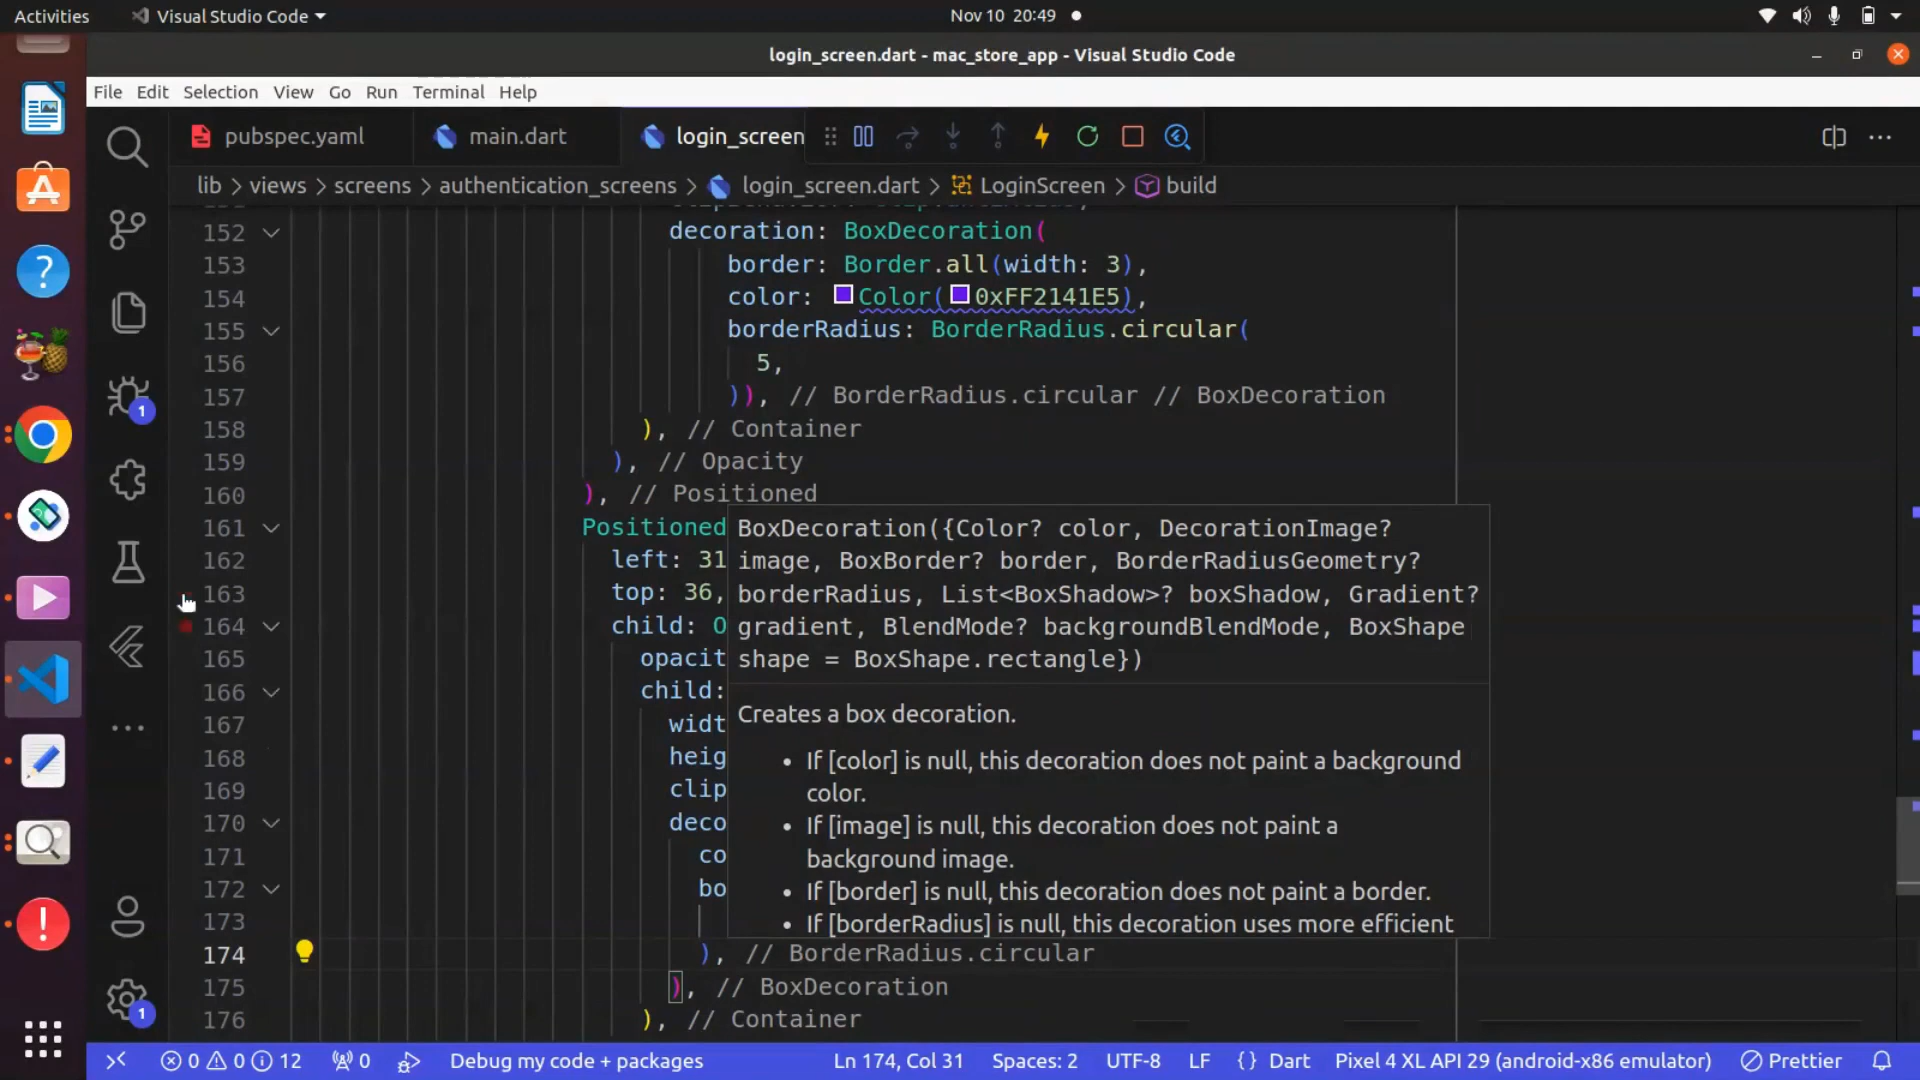 Activities Visual Studio Code Nov 10 20:49
login_screen.dart - mac_store_app - Visual Studio Code
File Edit Selection View Go Run Terminal Help
pubspec.yaml main.dart login_screen
lib > views > screens > authentication_screens > login_screen.dart > LoginScreen > build
152 decoration: BoxDecoration(
153 border: Border.all(width: 3),
154 color: Color(0xFF2141E5),
155 borderRadius: BorderRadius.circular(
156 5,
157 )), // BorderRadius.circular // BoxDecoration
158 ), // Container
159 ), // Opacity
160 ), // Positioned
161 Positioned
162 left: 31
163 top: 36,
164 child: O
165 opacit
166 child:
167 widt
168 heig
169 clip
170 deco
171 co
172 bo
173
174 ), // BorderRadius.circular
175 ), // BoxDecoration
176 ), // Container
BoxDecoration({Color? color, DecorationImage?
image, BoxBorder? border, BorderRadiusGeometry?
borderRadius, List<BoxShadow>? boxShadow, Gradient?
gradient, BlendMode? backgroundBlendMode, BoxShape
shape = BoxShape.rectangle})
Creates a box decoration.
• If [color] is null, this decoration does not paint a background
color.
• If [image] is null, this decoration does not paint a
background image.
• If [border] is null, this decoration does not paint a border.
• If [borderRadius] is null, this decoration uses more efficient
1
1
0 0 12 0 Debug my code + packages Ln 174, Col 31 Spaces: 2 UTF-8 LF {} Dart Pixel 4 XL API 29 (android-x86 emulator) Prettier